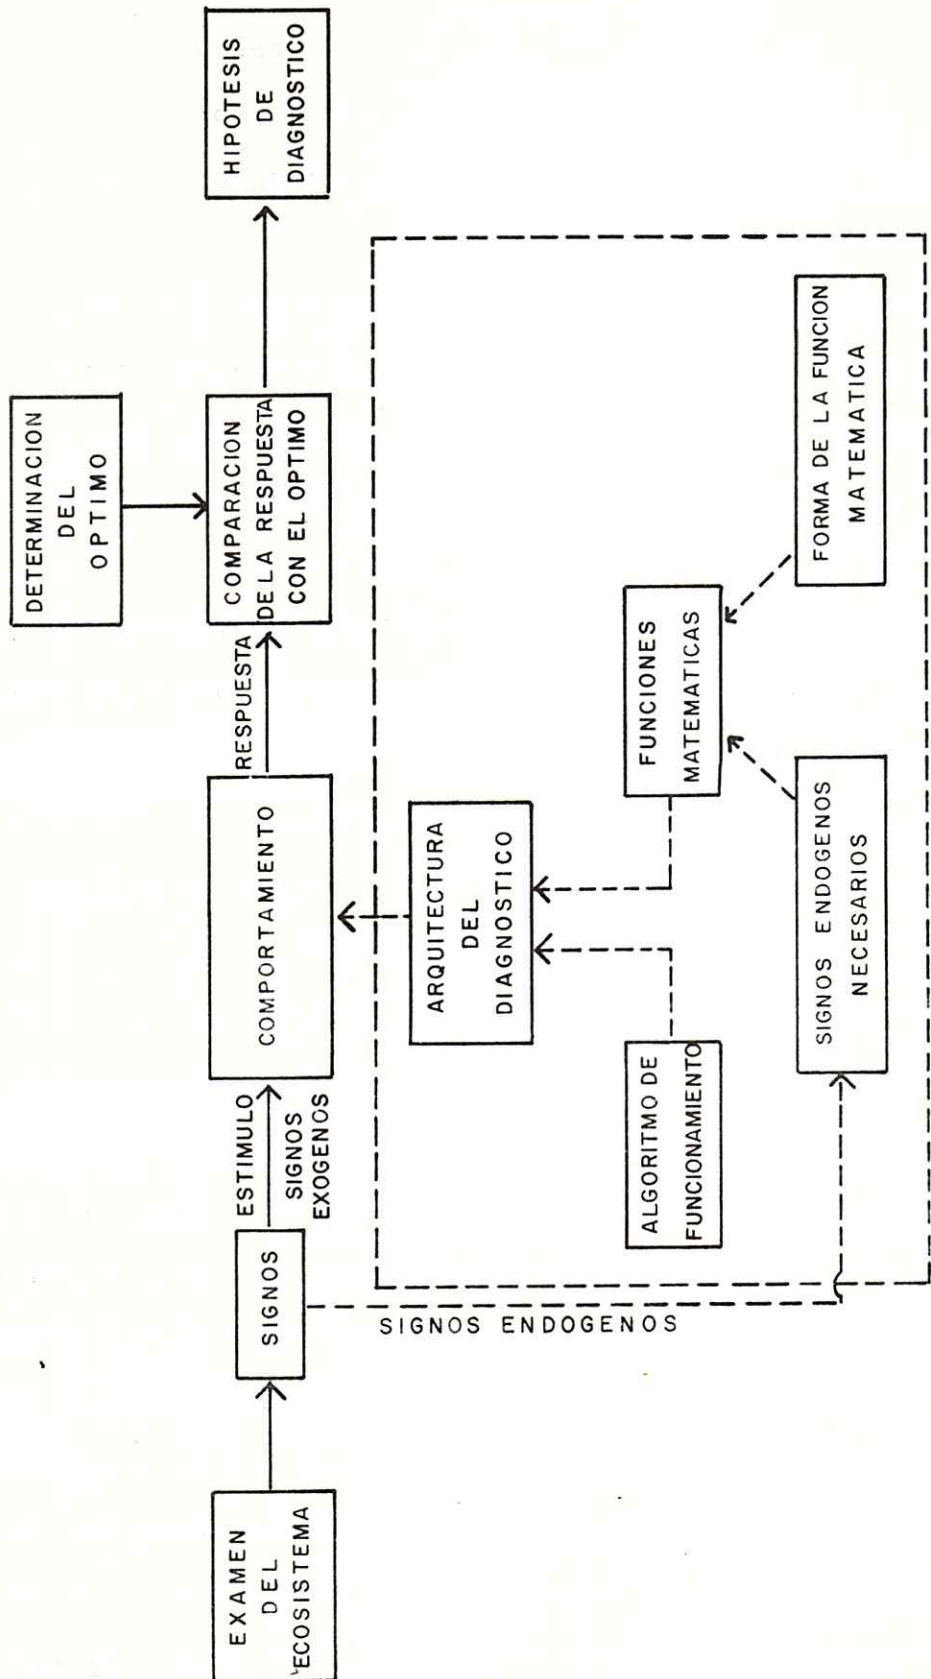 EXAMEN
DEL
ECOSISTEMA
SIGNOS
ESTIMULO
SIGNOS
EXOGENOS
COMPORTAMIENTO
RESPUESTA
DETERMINACION
DEL
OPTIMO
COMPARACION
DE LA RESPUESTA
CON EL OPTIMO
HIPOTESIS
DE
DIAGNOSTICO
SIGNOS ENDOGENOS
ARQUITECTURA
DEL
DIAGNOSTICO
ALGORITMO DE
FUNCIONAMIENTO
FUNCIONES
MATEMATICAS
SIGNOS ENDOGENOS
NECESARIOS
FORMA DE LA FUNCION
MATEMATICA